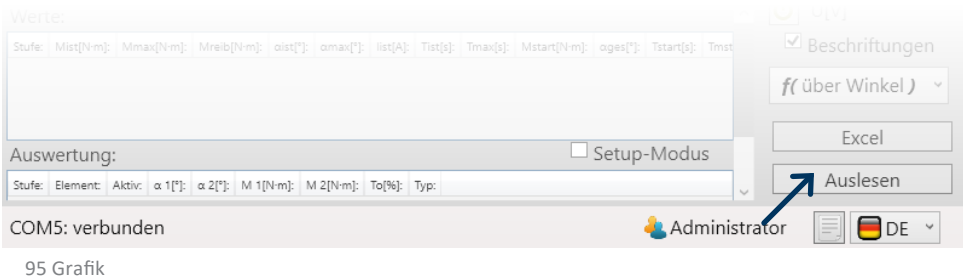 Werte:
Stufe: Mist[N·m]: Mmax[N·m]: Mreib[N·m]: αist[°]: αmax[°]: Iist[A]: Tist[s]: Tmax[s]: Mstart[N·m]: αges[°]: Tstart[s]: Tmst
Beschriftungen
f( über Winkel )
Excel
Auswertung:
Setup-Modus
Auslesen
Stufe: Element: Aktiv: α 1[°]: α 2[°]: M 1[N·m]: M 2[N·m]: To[%]: Typ:
COM5: verbunden
Administrator
DE
95 Grafik